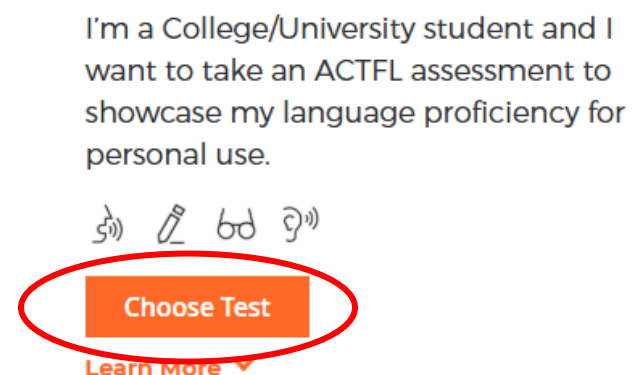 I'm a College/University student and I
want to take an ACTFL assessment to
showcase my language proficiency for
personal use.
Choose Test
Learn More